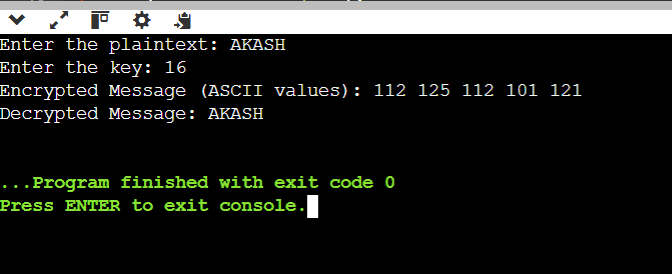 Enter the plaintext: AKASH
Enter the key: 16
Encrypted Message (ASCII values): 112 125 112 101 121
Decrypted Message: AKASH
...Program finished with exit code 0
Press ENTER to exit console.